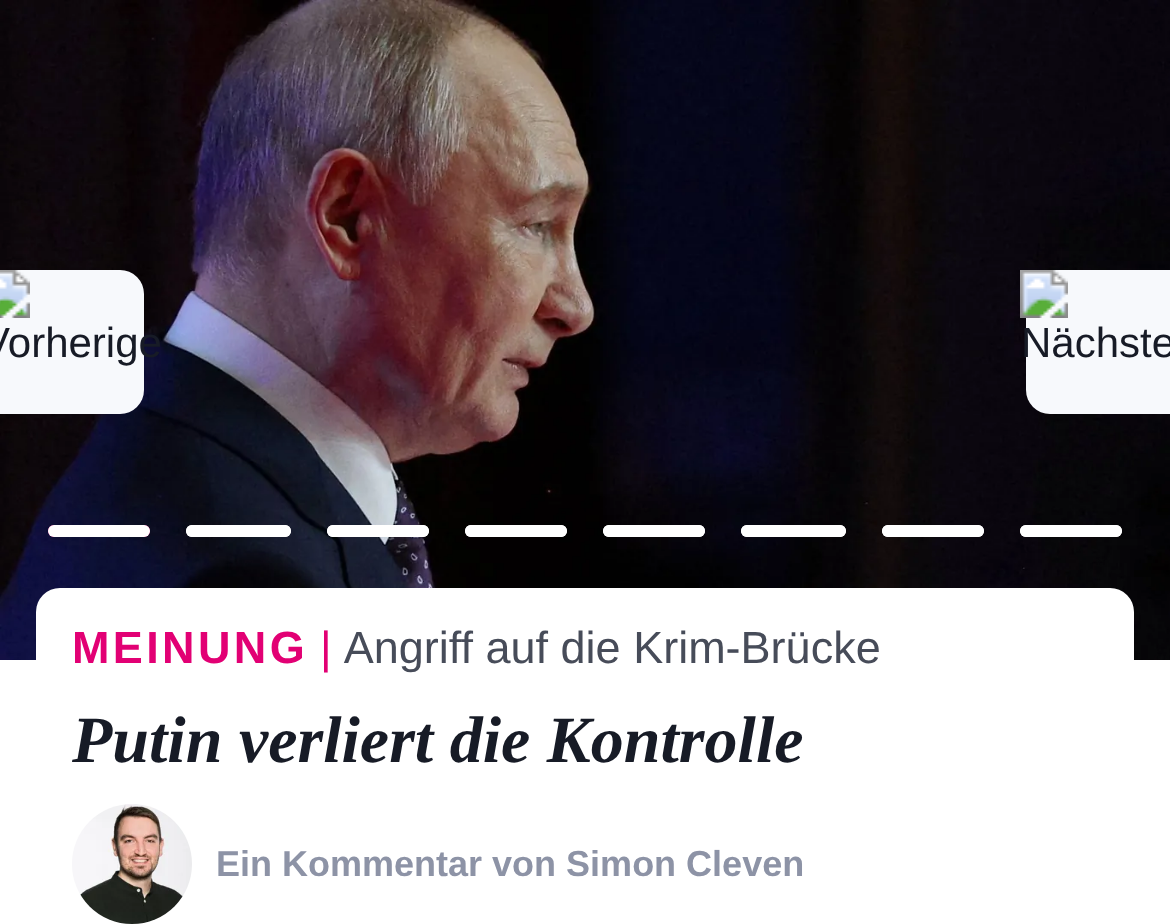 Vorherige
Nächste
MEINUNG | Angriff auf die Krim-Brücke
Putin verliert die Kontrolle
Ein Kommentar von Simon Cleven